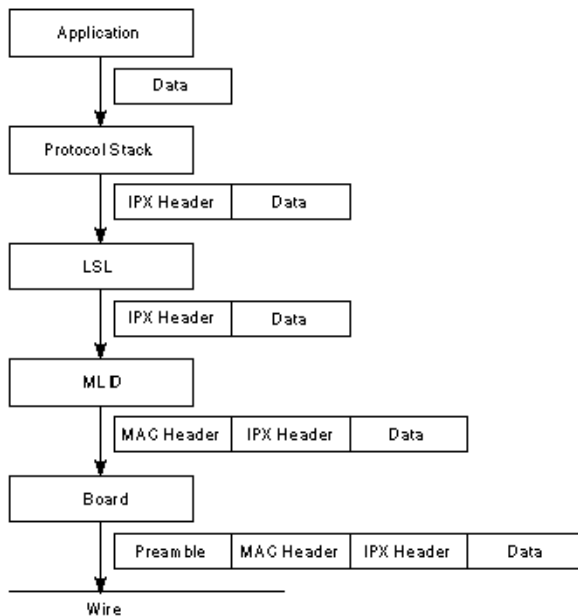 Application
Data
Protocol Stack
IPX Header Data
LSL
IPX Header Data
MLID
MAC Header IPX Header Data
Board
Preamble MAC Header IPX Header Data
Wire